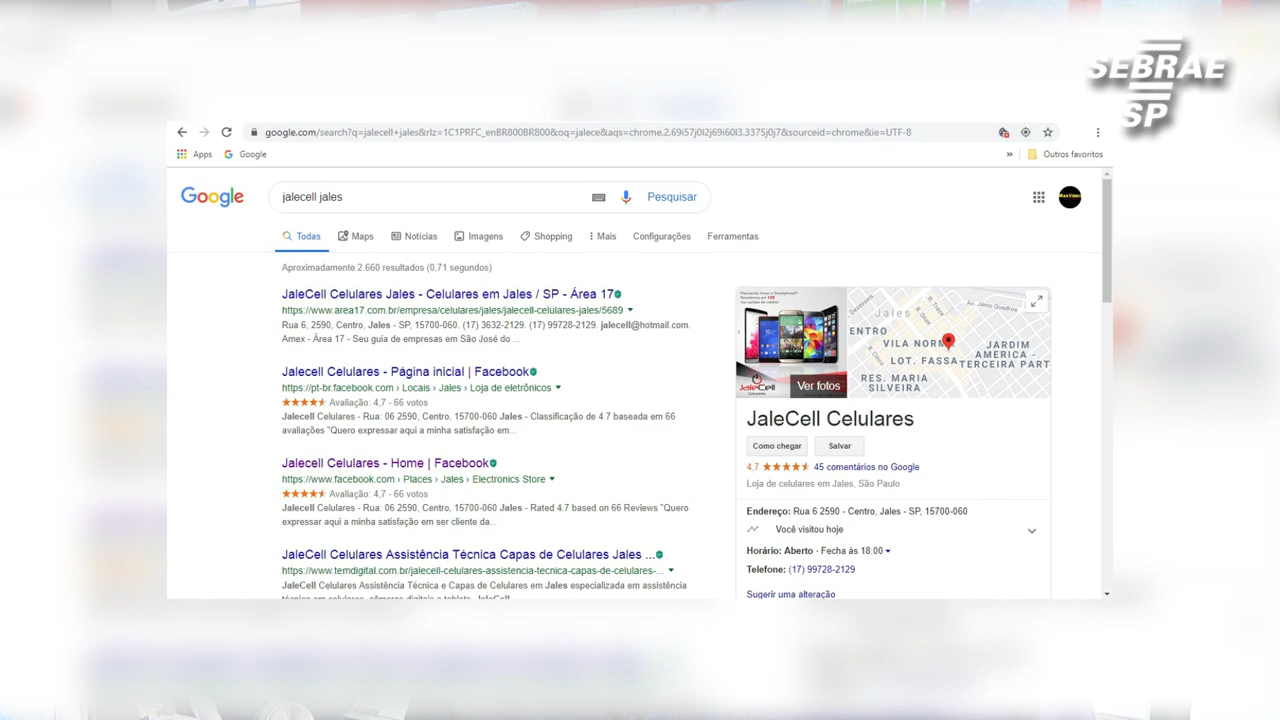 SEBRAE
SP
google.com/search?q=jalecell+jales&rlz=1C1PRFC_enBR800BR800&oq=jalece&aqs=chrome.2.69i57j0l2j69i60l3.3375j0j7&sourceid=chrome&ie=UTF-8
Apps Google » Outros favoritos
Google jalecell jales Pesquisar
Todas Maps Notícias Imagens Shopping Mais Configurações Ferramentas
Aproximadamente 2.660 resultados (0,71 segundos)
JaleCell Celulares Jales - Celulares em Jales / SP - Área 17
https://www.area17.com.br/empresa/celulares/jales/jalecell-celulares-jales/5689
Rua 6, 2590, Centro, Jales - SP, 15700-060. (17) 3632-2129. (17) 99728-2129. jalecell@hotmail.com.
Amex - Área 17 - Seu guia de empresas em São José do ...
Jalecell Celulares - Página inicial | Facebook
https://pt-br.facebook.com › Locais › Jales › Loja de eletrônicos
Avaliação: 4,7 - 66 votos
Jalecell Celulares - Rua: 06 2590, Centro, 15700-060 Jales - Classificação de 4.7 baseada em 66
avaliações "Quero expressar aqui a minha satisfação em...
Jalecell Celulares - Home | Facebook
https://www.facebook.com › Places › Jales › Electronics Store
Avaliação: 4,7 - 66 votos
Jalecell Celulares - Rua: 06 2590, Centro, 15700-060 Jales - Rated 4.7 based on 66 Reviews "Quero
expressar aqui a minha satisfação em ser cliente da...
JaleCell Celulares Assistência Técnica Capas de Celulares Jales ...
https://www.temdigital.com.br/jalecell-celulares-assistencia-tecnica-capas-de-celulares-...
JaleCell Celulares Assistência Técnica e Capas de Celulares em Jales especializada em assistência
técnica em celulares, câmeras digitais e tablets. JaleCell
JaleCell
Ver fotos
Jales
Av. Jânio Quadros
R. Treze
R. Onze
ENTRO
VILA NORM
JARDIM
AMERICA -
TERCEIRA PART
LOT. FASSA
RES. MARIA
SILVEIRA
JaleCell Celulares
Como chegar Salvar
4,7 45 comentários no Google
Loja de celulares em Jales, São Paulo
Endereço: Rua 6 2590 - Centro, Jales - SP, 15700-060
Você visitou hoje
Horário: Aberto · Fecha às 18:00
Telefone: (17) 99728-2129
Sugerir uma alteração